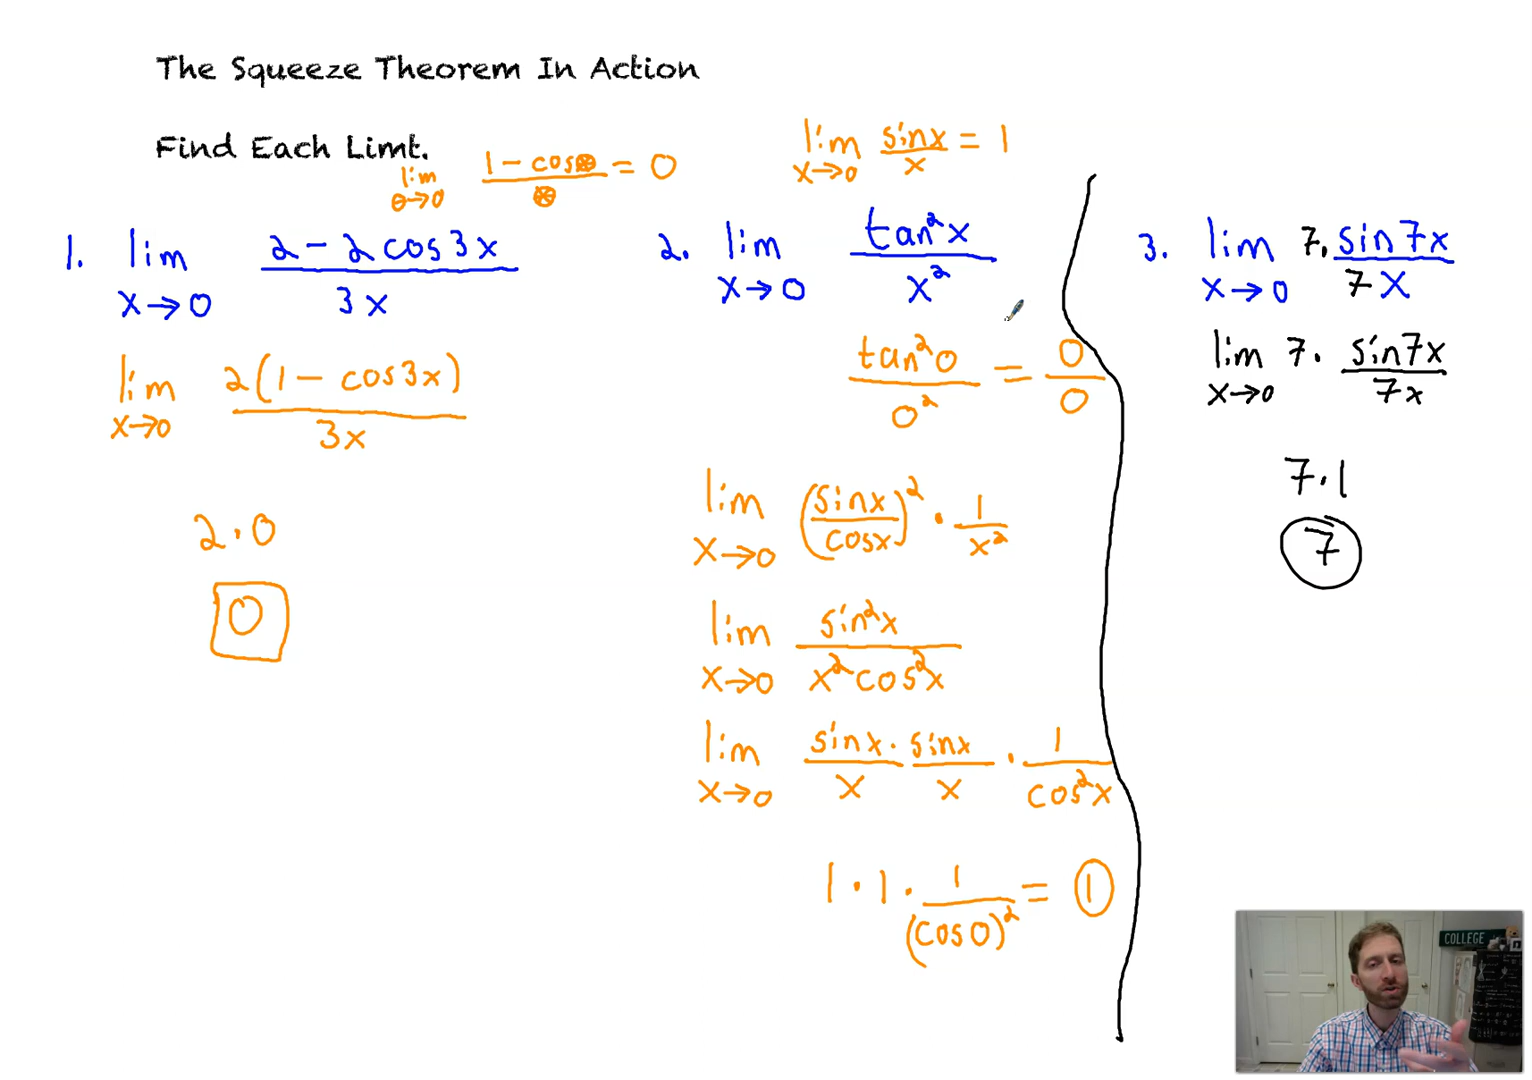 The Squeeze Theorem In Action
Find Each Limt.
lim θ→0 (1 - cos⊗)/⊗ = 0
lim x→0 sinx/x = 1
1. lim x→0 (2 - 2cos3x)/3x
lim x→0 2(1 - cos3x)/3x
2 · 0
0
2. lim x→0 tan²x/x²
tan²0/0² = 0/0
lim x→0 (sinx/cosx)² · 1/x²
lim x→0 sin²x/x²cos²x
lim x→0 sinx/x · sinx/x · 1/cos²x
1 · 1 · 1/(cos0)² = 1
3. lim x→0 7 · sin7x/7x
lim x→0 7 · sin7x/7x
7 · 1
7
COLLEGE